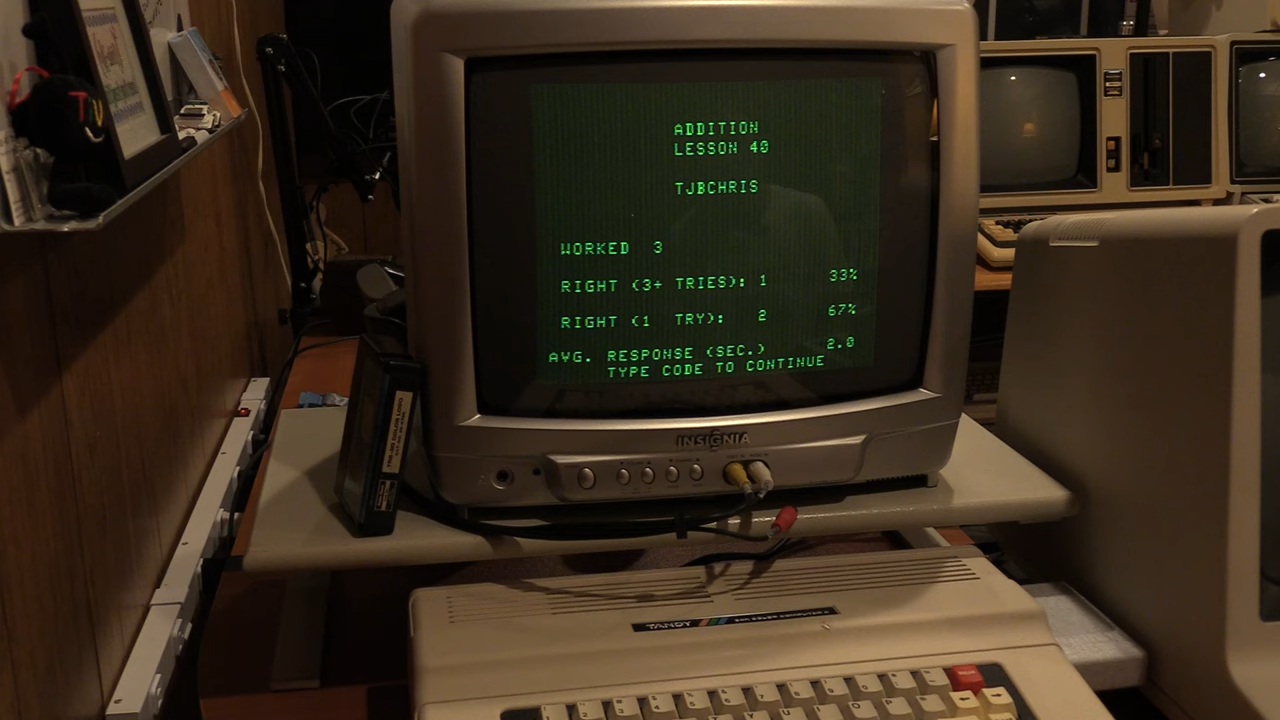 ADDITION
LESSON 40
TJBCHRIS
WORKED 3
RIGHT (3+ TRIES): 1 33%
RIGHT (1 TRY): 2 67%
AVG. RESPONSE (SEC.) 2.0
TYPE CODE TO CONTINUE
INSIGNIA
TANDY